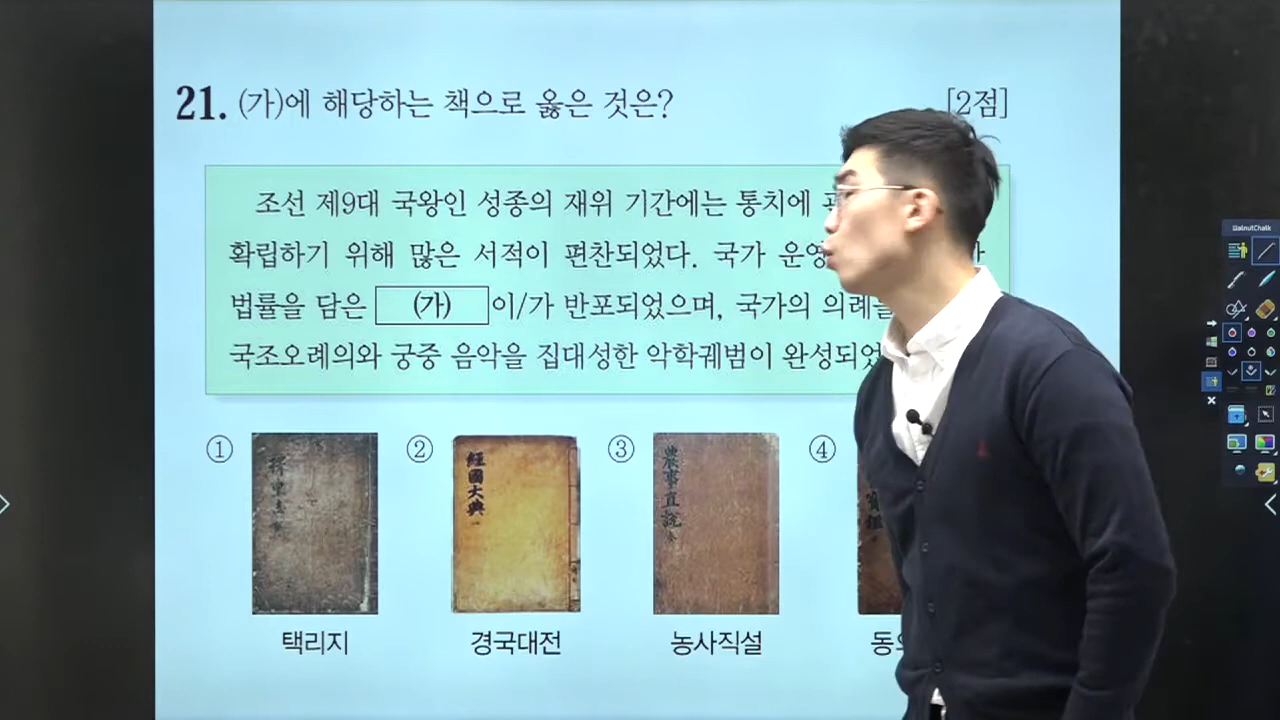 21. (가)에 해당하는 책으로 옳은 것은? [2점]
조선 제9대 국왕인 성종의 재위 기간에는 통치에
확립하기 위해 많은 서적이 편찬되었다. 국가 운영
법률을 담은 (가) 이/가 반포되었으며, 국가의 의례를
국조오례의와 궁중 음악을 집대성한 악학궤범이 완성되었
① ② ③ ④
經國大典
農事直說
택리지 경국대전 농사직설
WalnutChalk